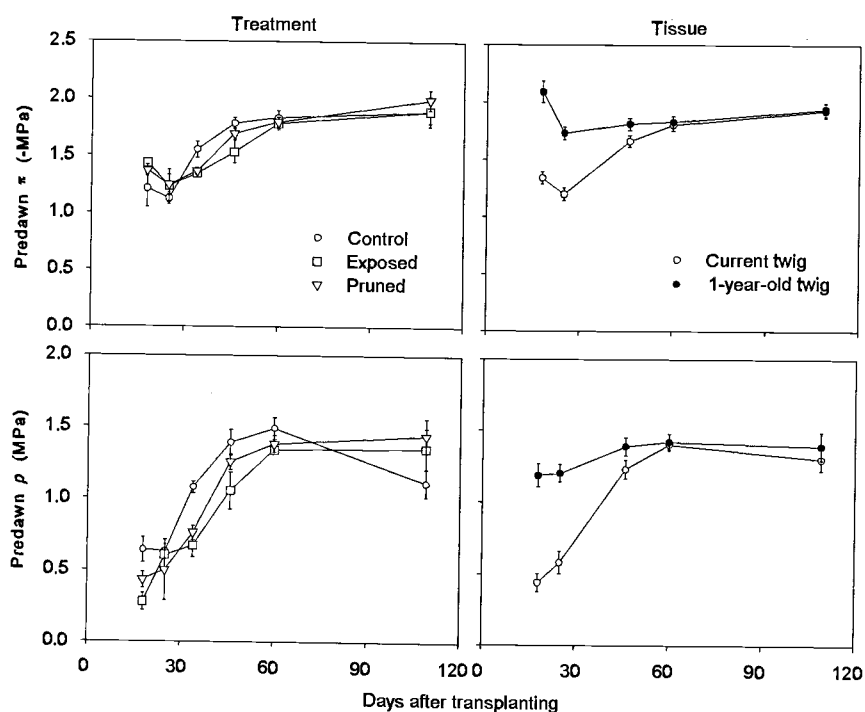 Treatment
Tissue
Predawn π (-MPa)
2.5
2.0
1.5
1.0
0.5
0.0
Control
Exposed
Pruned
Current twig
1-year-old twig
Predawn p (MPa)
2.0
1.5
1.0
0.5
0.0
0 30 60 90 120 0 30 60 90 120
Days after transplanting